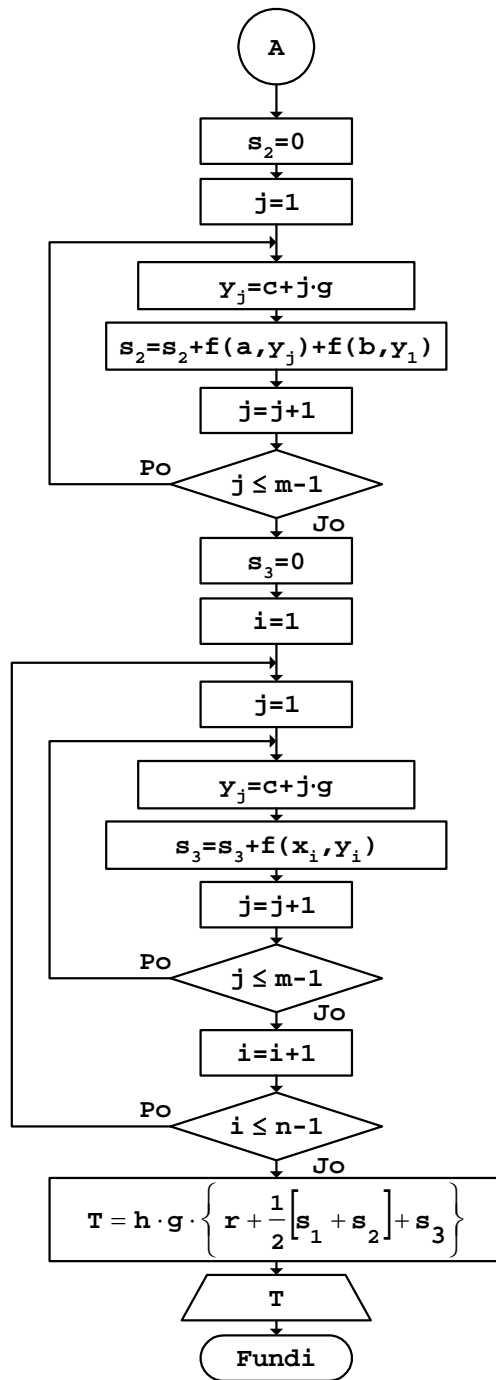 A
s₂=0
j=1
yⱼ=c+j·g
s₂=s₂+f(a,yⱼ)+f(b,y₁)
j=j+1
Po
j ≤ m-1
Jo
s₃=0
i=1
j=1
yⱼ=c+j·g
s₃=s₃+f(xᵢ,yᵢ)
j=j+1
Po
j ≤ m-1
Jo
i=i+1
Po
i ≤ n-1
Jo
T = h · g · { r + 1/2 [s₁ + s₂] + s₃ }
T
Fundi